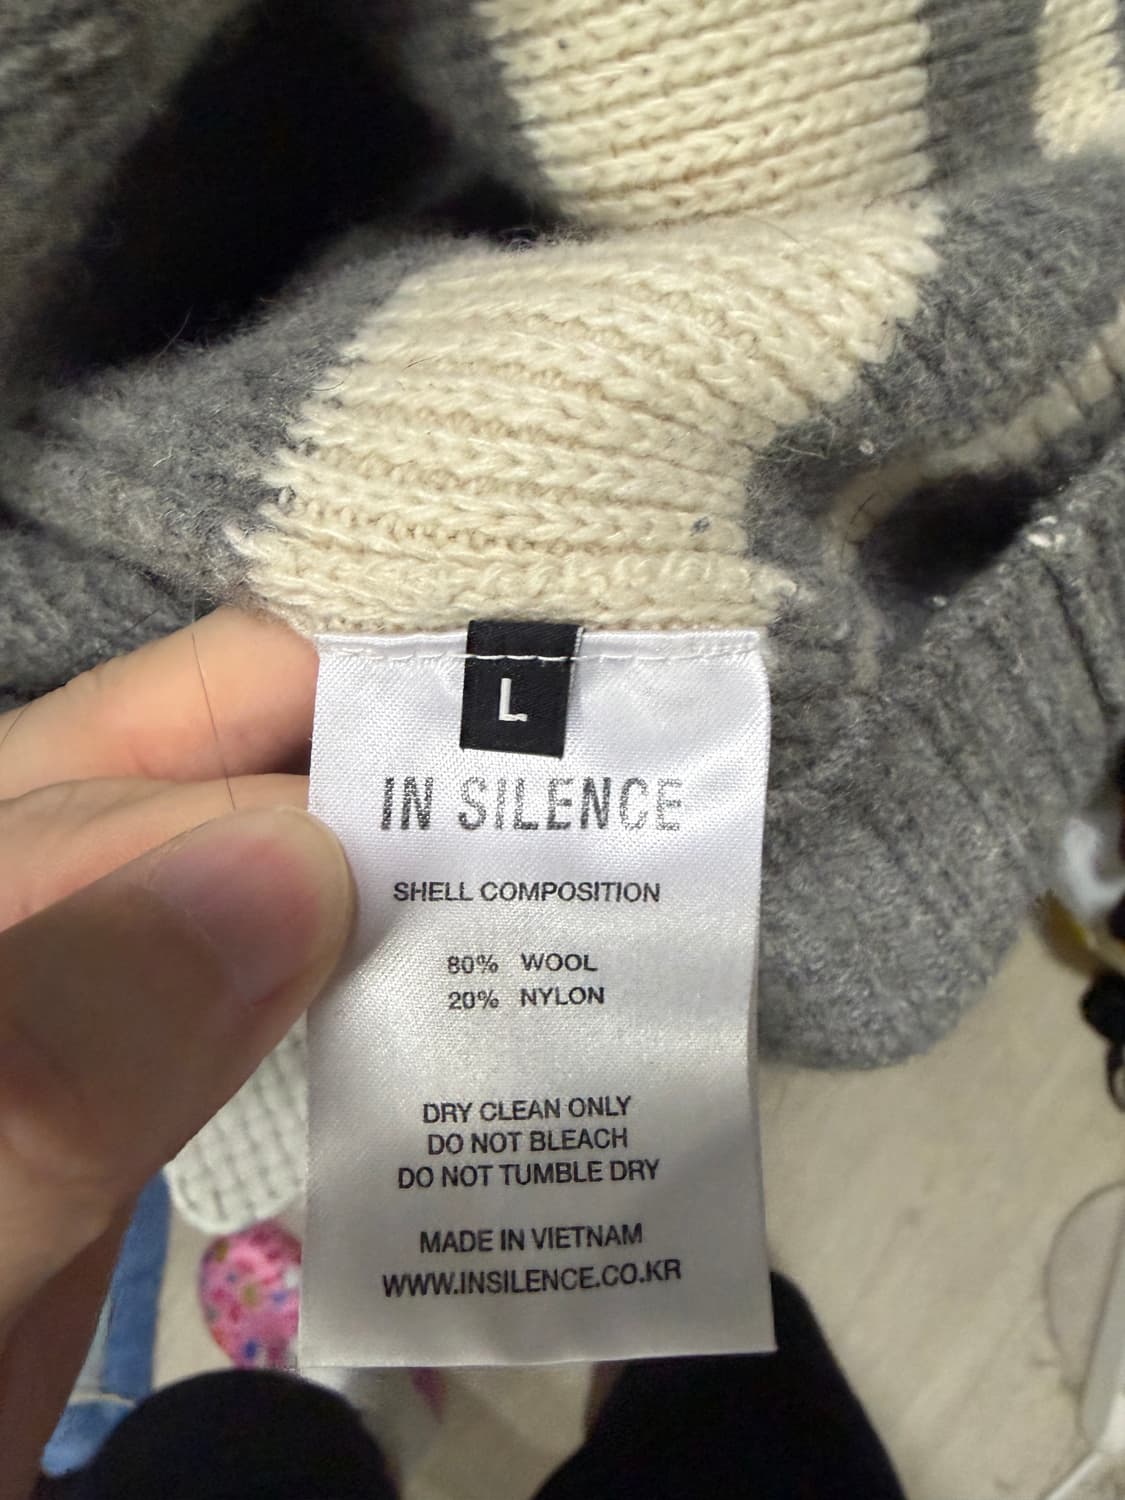 L
IN SILENCE
SHELL COMPOSITION
80% WOOL
20% NYLON
DRY CLEAN ONLY
DO NOT BLEACH
DO NOT TUMBLE DRY
MADE IN VIETNAM
WWW.INSILENCE.CO.KR